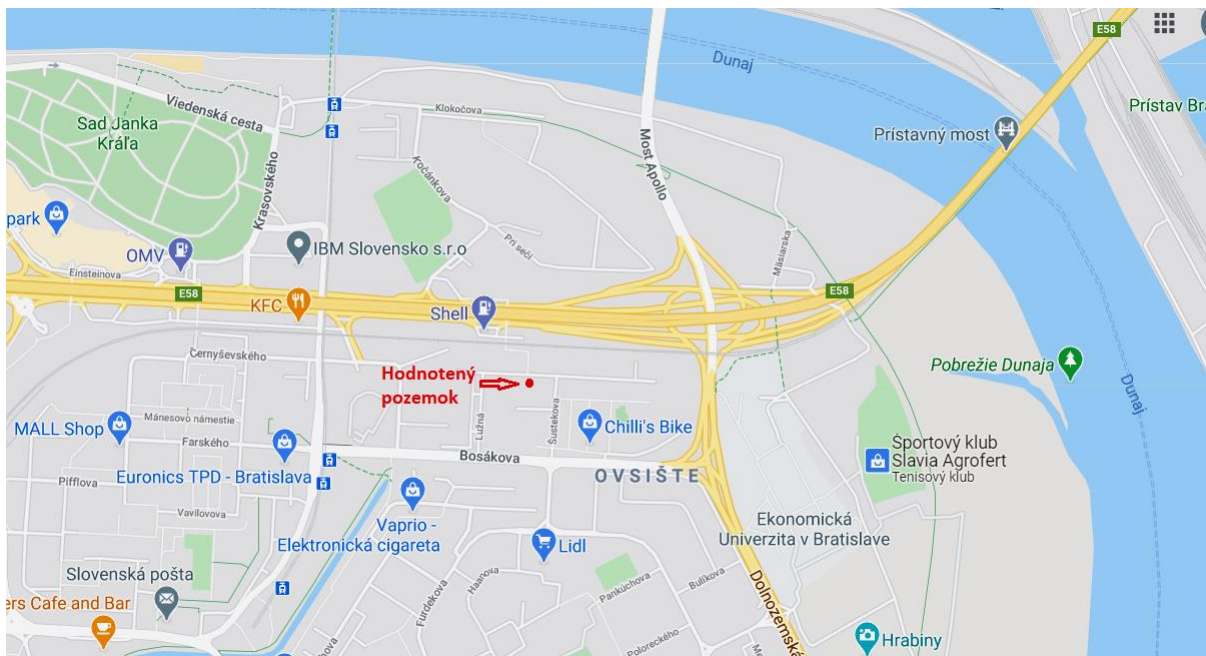 E58
Dunaj
Viedenská cesta
Klokočova
Prístav Bra
Sad Janka
Kráľa
Prístavný most
Most Apollo
Kočánkova
Krasovského
park
Pri seči
IBM Slovensko s.r.o
OMV
Mäsiarska
Einsteinova
E58
E58
KFC
Shell
Černyševského
Hodnotený
pozemok
Pobrežie Dunaja
Dunaj
Mánesovo námestie
Lužná
Šustekova
MALL Shop
Chilli's Bike
Farského
Športový klub
Slavia Agrofert
Tenisový klub
Bosákova
Euronics TPD - Bratislava
OVSIŠTE
Pifflova
Vavilovova
Vaprio -
Elektronická cigareta
Ekonomická
Univerzita v Bratislave
Lidl
Slovenská pošta
Haanova
Furdekova
Pankúchova
Bulíkova
Dolnozemská
ers Cafe and Bar
Hrabiny
Poloreckého